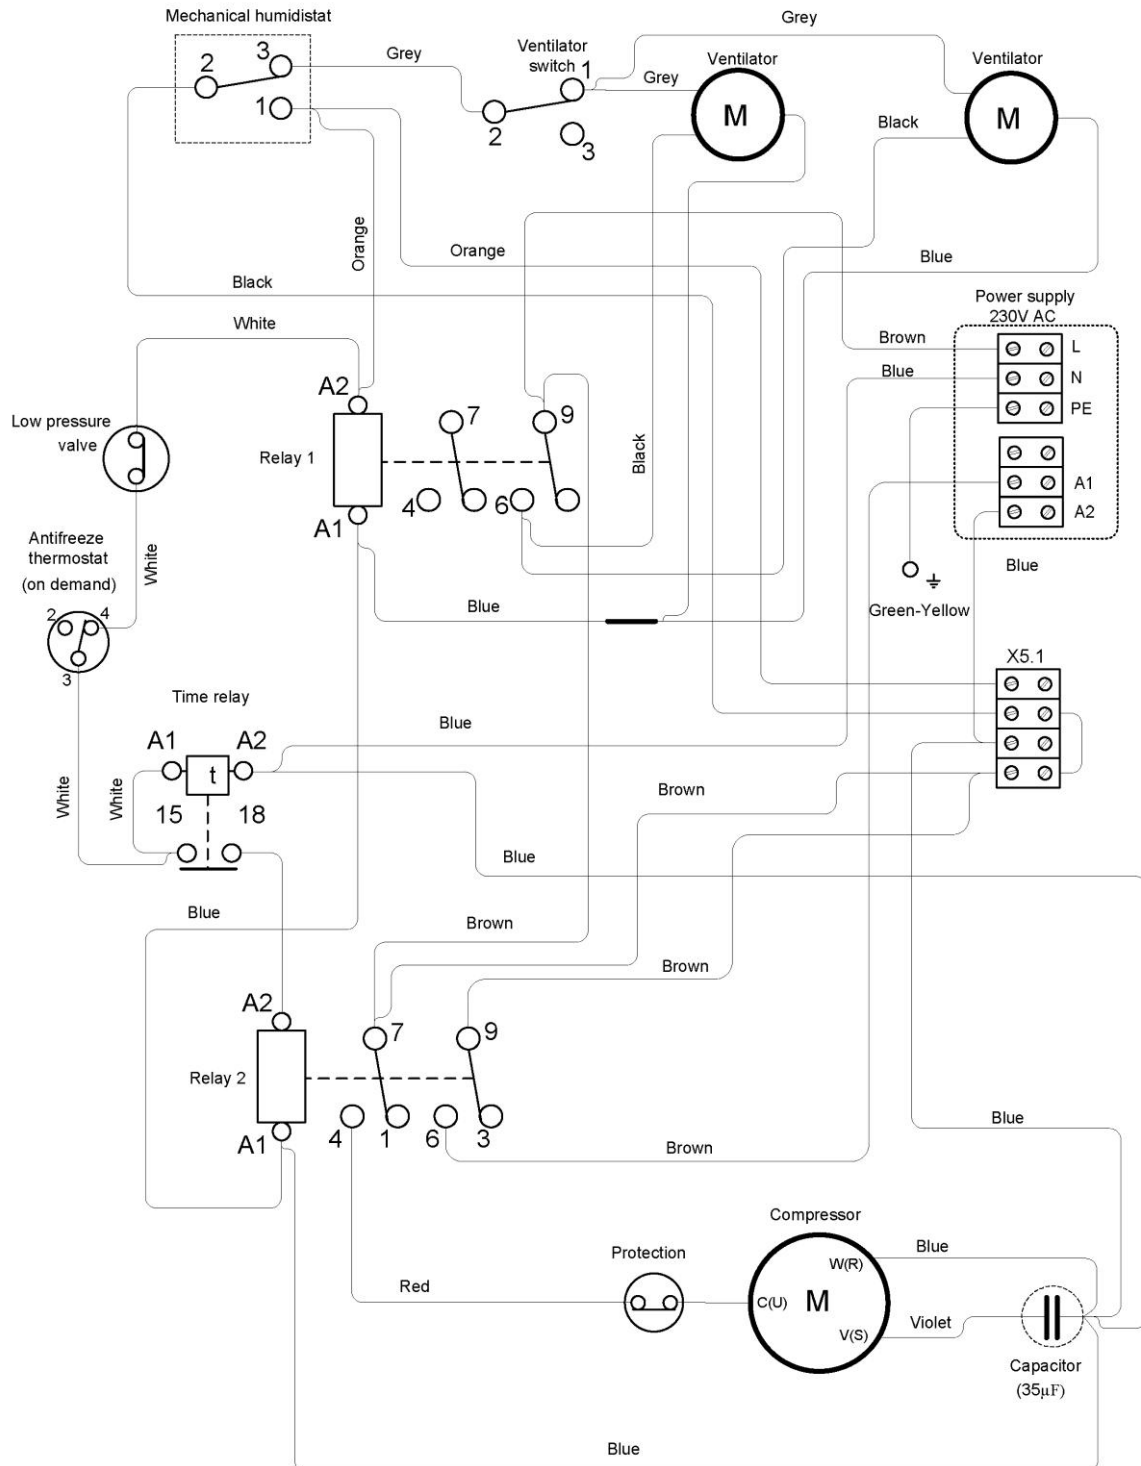 Mechanical humidistat
Grey
3
2
1
Grey
Ventilator
switch
1
2
3
Grey
Ventilator
M
Ventilator
M
Black
Orange
Orange
Black
Blue
Power supply
230V AC
White
Brown
L
Blue
N
PE
A2
7
9
Low pressure
valve
Relay 1
Black
4
6
A1
A1
A2
Antifreeze
thermostat
(on demand)
White
2
4
3
Blue
Blue
Green-Yellow
X5.1
Time relay
Blue
A1
A2
t
White
White
15
18
Brown
Blue
Blue
Brown
Brown
A2
7
9
Relay 2
4
1
6
3
A1
Brown
Blue
Compressor
Protection
Blue
W(R)
Red
C(U)
M
V(S)
Violet
Capacitor
(35µF)
Blue